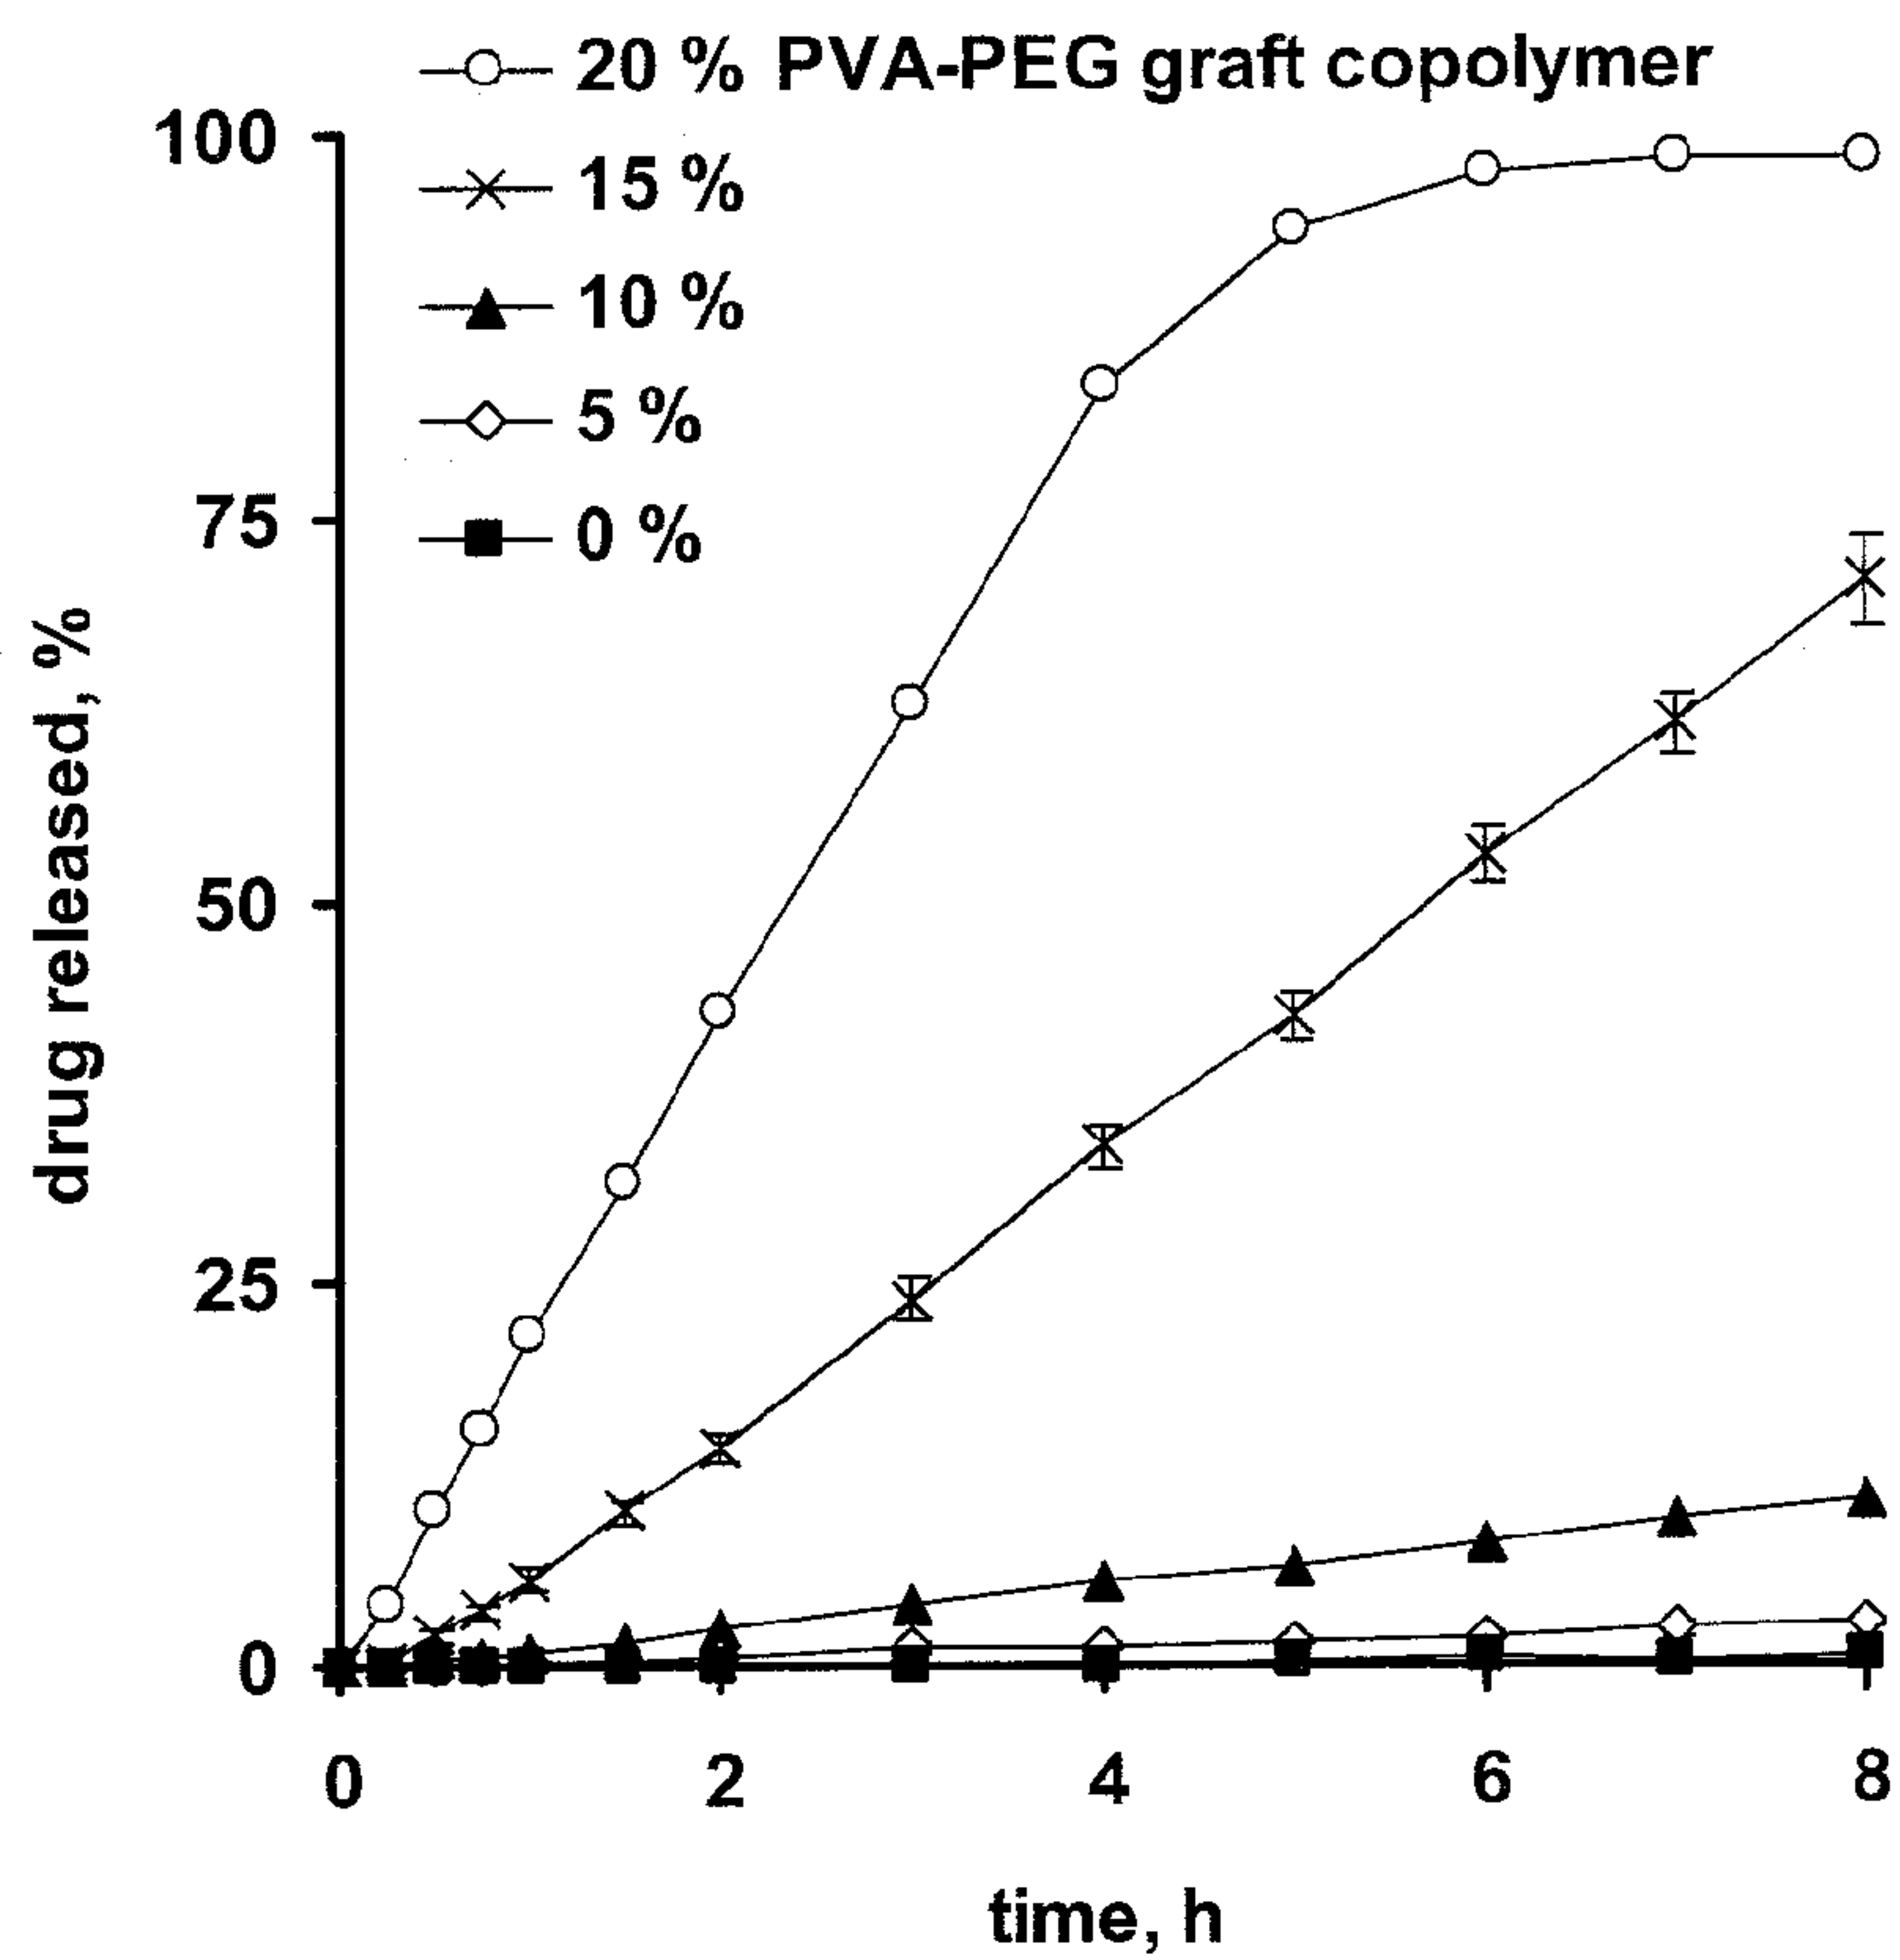 20 % PVA-PEG graft copolymer
15 %
10 %
5 %
0 %
100
75
50
25
0
drug released, %
0 2 4 6 8
time, h